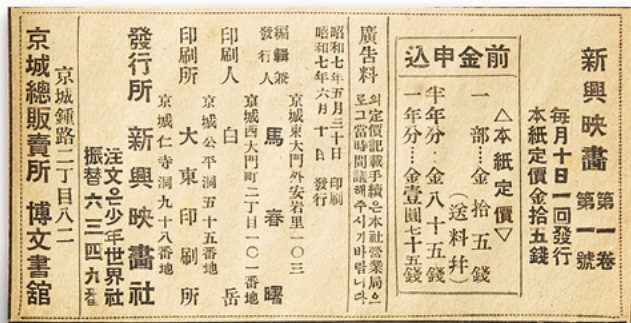 新興映畵 第一卷 第一號
每月十日一回發行
本紙定價金拾五錢
前金申込
△本紙定價▽
一部…金拾五錢
(送料幷)
半年分…金八十五錢
一年分…金壹圓七十五錢
廣告料
의定價記載手續은本社營業局으
로그當時間議해주시기바랍니다
昭和七年五月三十日 印刷
昭和七年六月十日 發行
京城東大門外安岩里一〇三
編輯兼發行人 馬春曙
京城西大門町二丁目一〇一番地
印刷人 白岳
京城公平洞五十五番地
印刷所 大東印刷所
京城仁寺洞九十八番地
發行所 新興映畵社
注文은少年世界社
振替六三四九番
京城鍾路二丁目八二
京城總販賣所 博文書舘